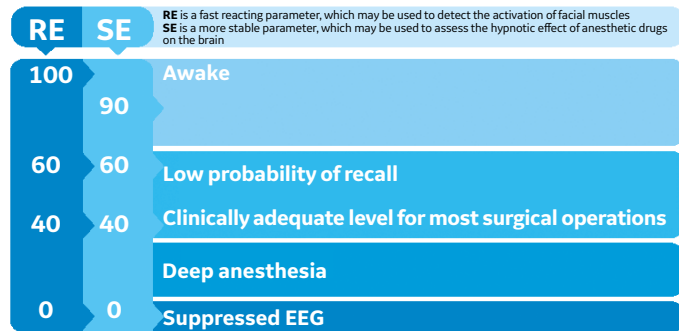 RE SE
RE is a fast reacting parameter, which may be used to detect the activation of facial muscles
SE is a more stable parameter, which may be used to assess the hypnotic effect of anesthetic drugs
on the brain
100 Awake
90
60 60 Low probability of recall
40 40 Clinically adequate level for most surgical operations
Deep anesthesia
0 0 Suppressed EEG